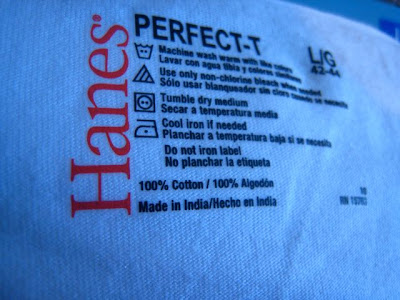 Hanes
PERFECT-T
L/G
42-44
Machine wash warm with like colors
Lavar con agua tibia y colores similares
Use only non-chlorine bleach when needed
Sólo usar blanqueador sin cloro cuando se necesite
Tumble dry medium
Secar a temperatura media
Cool iron if needed
Planchar a temperatura baja si se necesita
Do not iron label
No planchar la etiqueta
100% Cotton / 100% Algodón
Made in India/Hecho en India
RN 15763